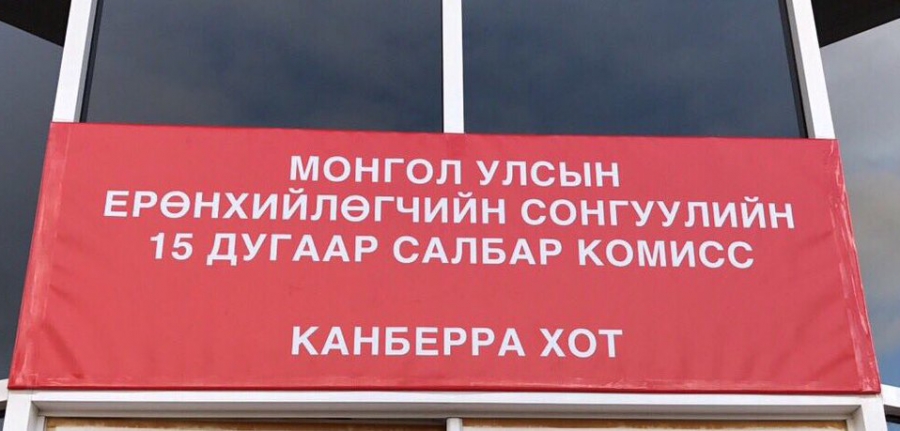 МОНГОЛ УЛСЫН
ЕРӨНХИЙЛӨГЧИЙН СОНГУУЛИЙН
15 ДУГААР САЛБАР КОМИСС
КАНБЕРРА ХОТ